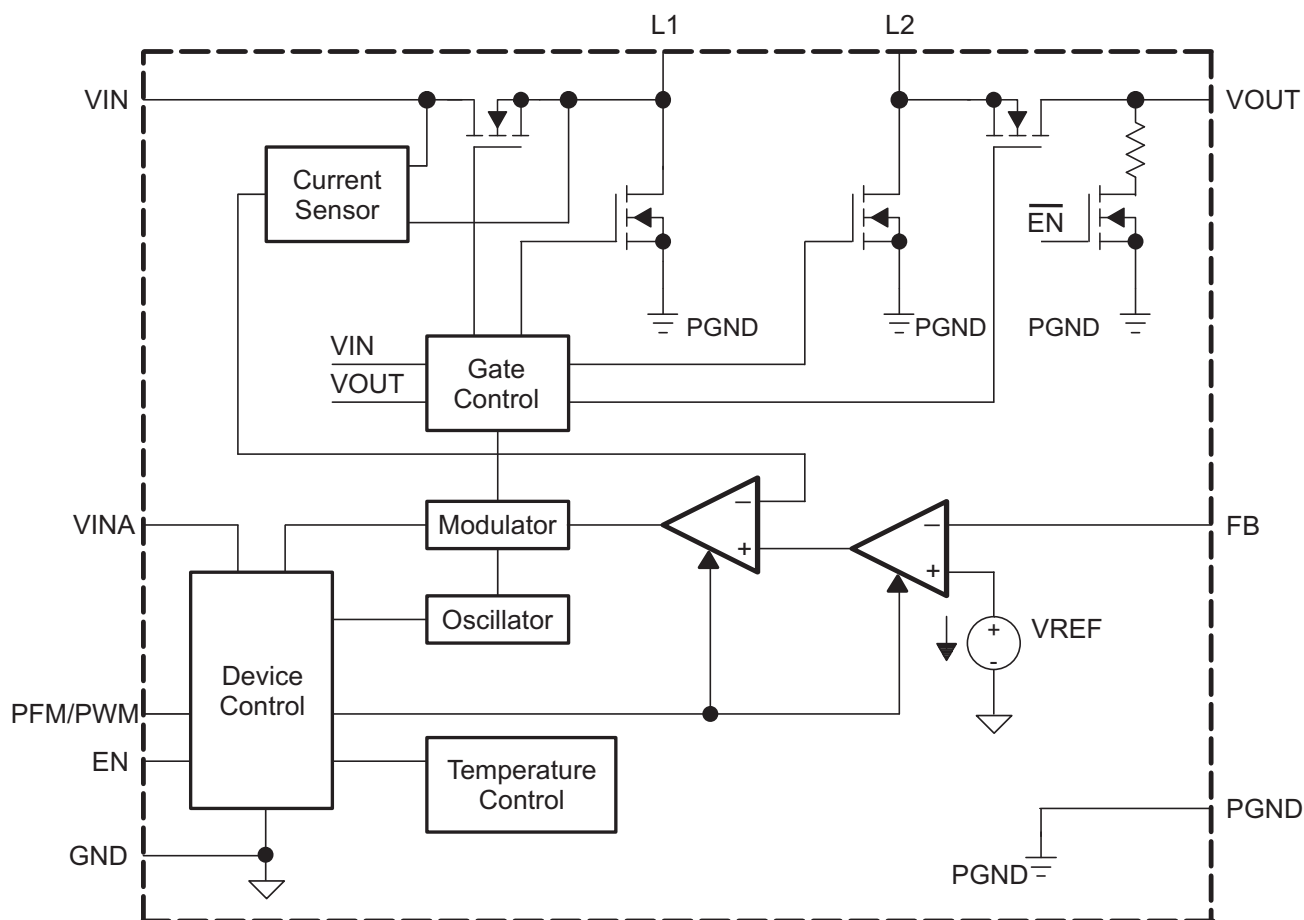 L1
L2
VIN
VOUT
Current
Sensor
EN
PGND
PGND
PGND
VIN
VOUT
Gate
Control
VINA
Modulator
–
+
–
+
FB
Oscillator
+
-
VREF
Device
Control
PFM/PWM
EN
Temperature
Control
PGND
GND
PGND